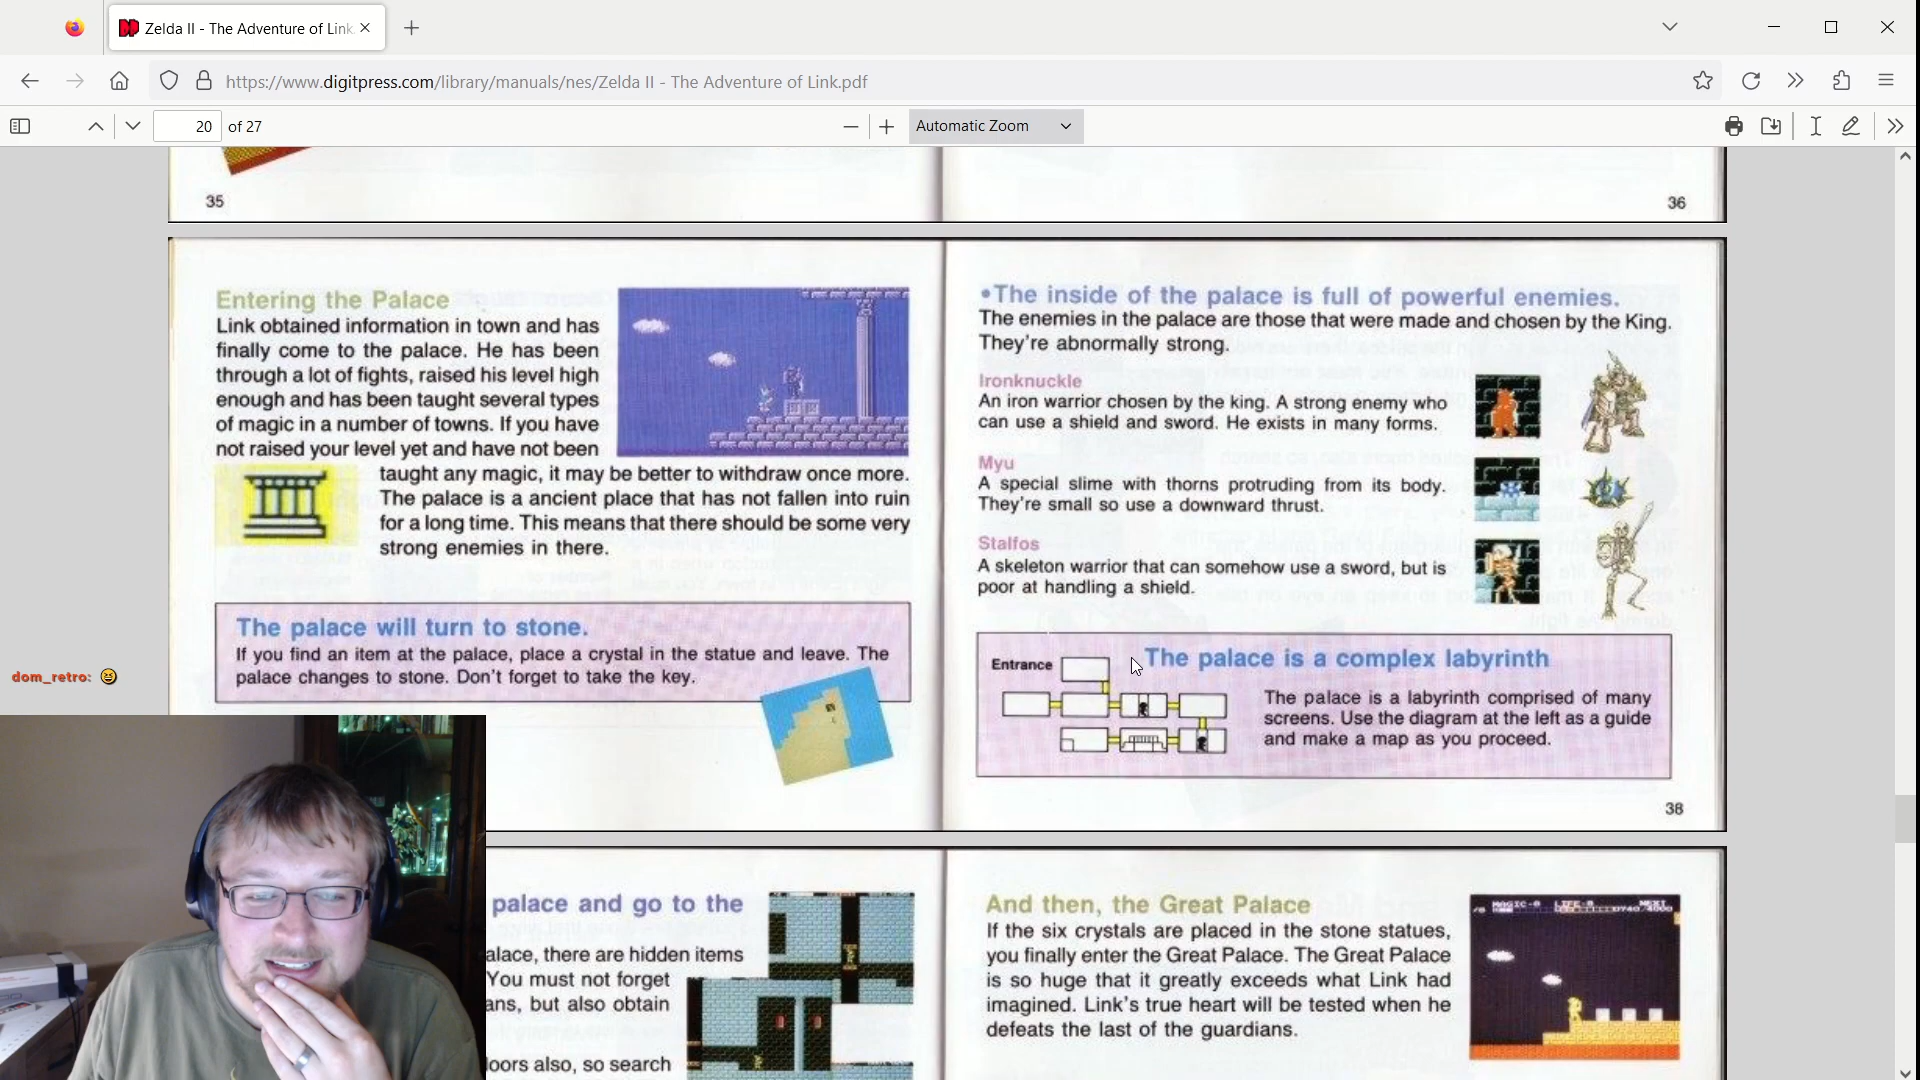 Zelda II - The Adventure of Link
https://www.digitpress.com/library/manuals/nes/Zelda II - The Adventure of Link.pdf
20 of 27
Automatic Zoom
35
36
Entering the Palace
Link obtained information in town and has
finally come to the palace. He has been
through a lot of fights, raised his level high
enough and has been taught several types
of magic in a number of towns. If you have
not raised your level yet and have not been
taught any magic, it may be better to withdraw once more.
The palace is a ancient place that has not fallen into ruin
for a long time. This means that there should be some very
strong enemies in there.
The palace will turn to stone.
If you find an item at the palace, place a crystal in the statue and leave. The
palace changes to stone. Don't forget to take the key.
•The inside of the palace is full of powerful enemies.
The enemies in the palace are those that were made and chosen by the King.
They're abnormally strong.
Ironknuckle
An iron warrior chosen by the king. A strong enemy who
can use a shield and sword. He exists in many forms.
Myu
A special slime with thorns protruding from its body.
They're small so use a downward thrust.
Stalfos
A skeleton warrior that can somehow use a sword, but is
poor at handling a shield.
Entrance
The palace is a complex labyrinth
The palace is a labyrinth comprised of many
screens. Use the diagram at the left as a guide
and make a map as you proceed.
38
dom_retro:
palace and go to the
alace, there are hidden items
You must not forget
ans, but also obtain
oors also, so search
And then, the Great Palace
If the six crystals are placed in the stone statues,
you finally enter the Great Palace. The Great Palace
is so huge that it greatly exceeds what Link had
imagined. Link's true heart will be tested when he
defeats the last of the guardians.
MAGIC-8 LIFE-8 NEXT